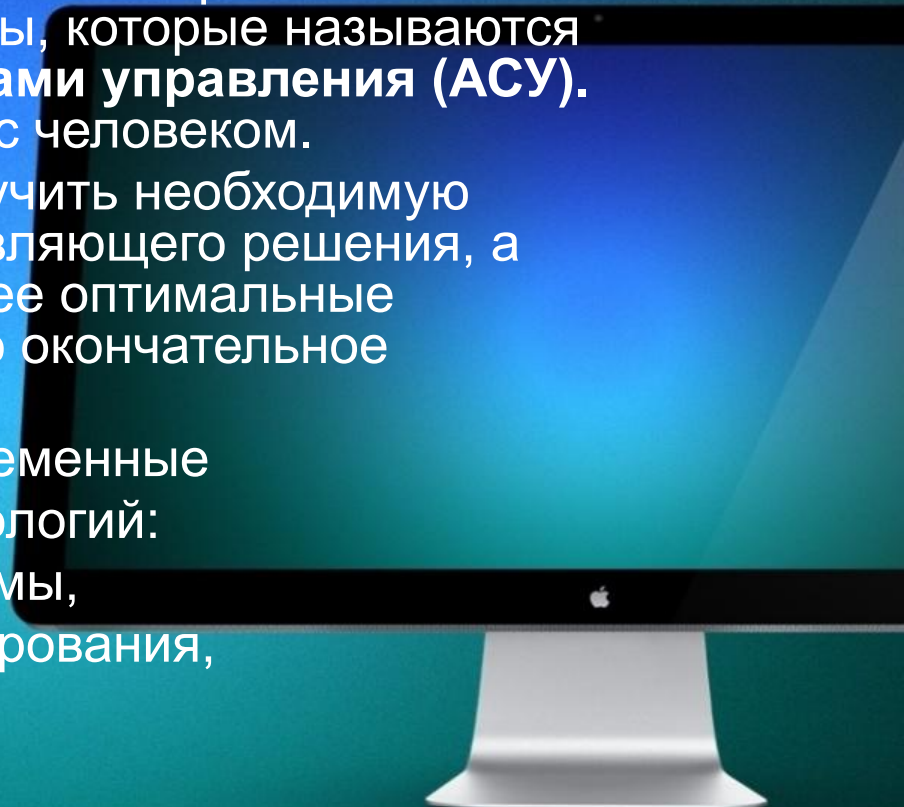 ы, которые называются
ами управления (АСУ).
с человеком.
учить необходимую
вляющего решения, а
ее оптимальные
о окончательное
еменные
ологий:
мы,
рования,